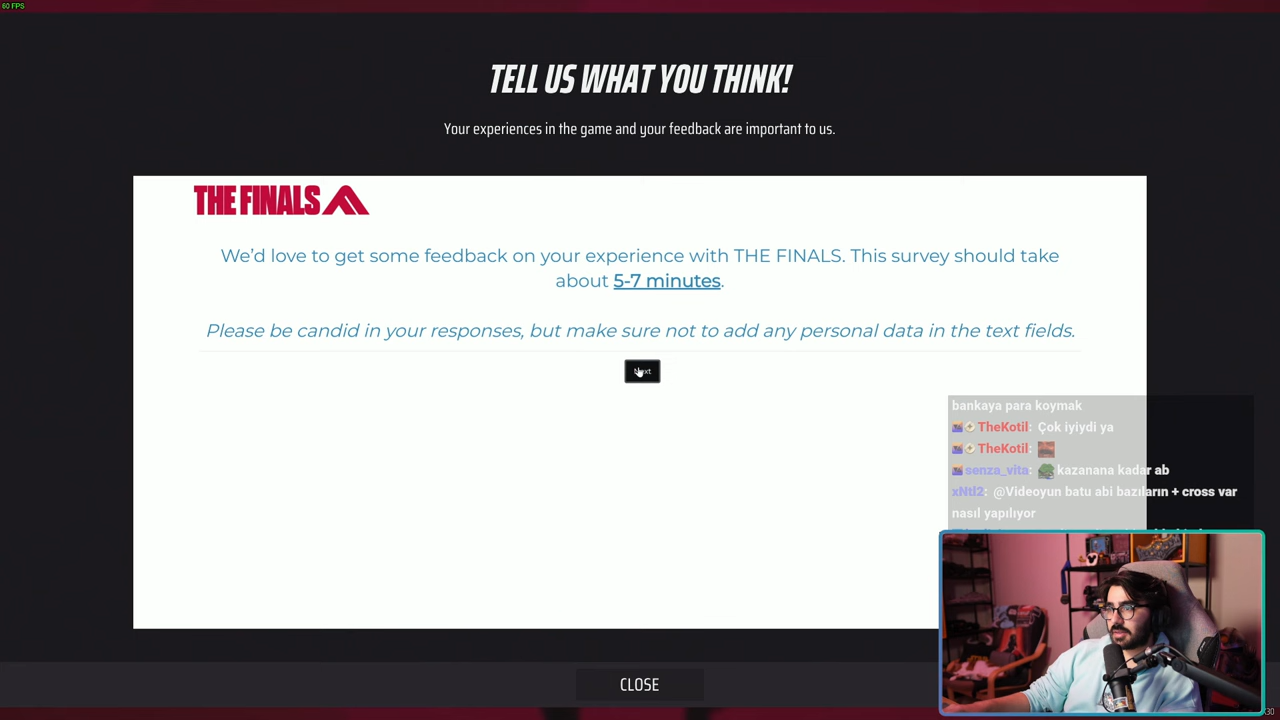 60 FPS
TELL US WHAT YOU THINK!
Your experiences in the game and your feedback are important to us.
THE FINALS
We'd love to get some feedback on your experience with THE FINALS. This survey should take
about 5-7 minutes.
Please be candid in your responses, but make sure not to add any personal data in the text fields.
Next
bankaya para koymak
TheKotil: Çok iyiydi ya
TheKotil:
senza_vita: kazanana kadar ab
xNtl2: @Videoyun batu abi bazıların + cross var
nasıl yapılıyor
CLOSE